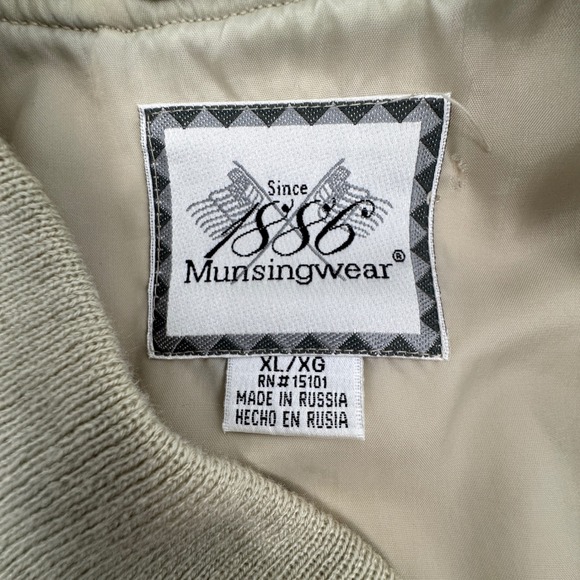 Since
1886
Munsingwear®
XL/XG
RN#15101
MADE IN RUSSIA
HECHO EN RUSIA